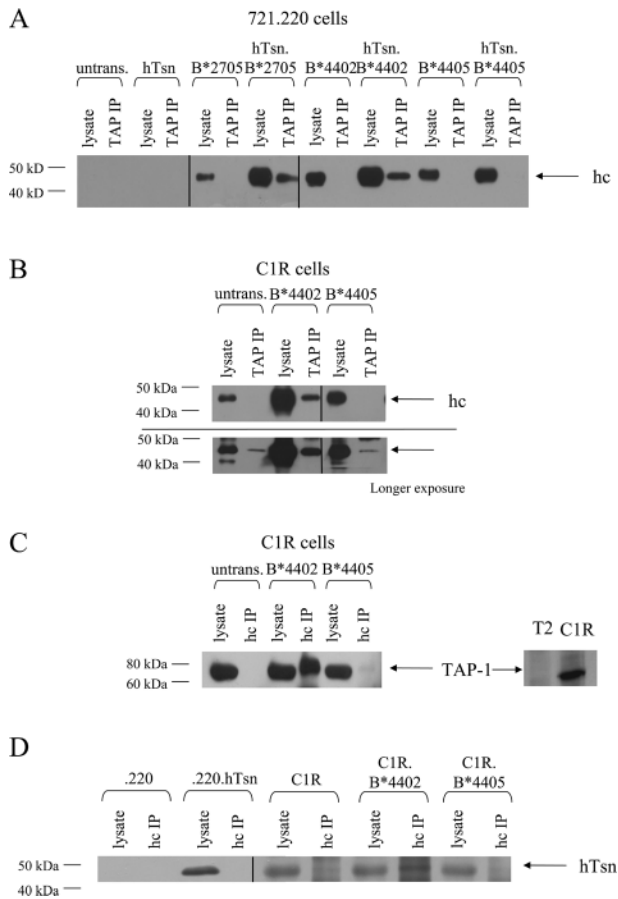 A
721.220 cells
untrans. hTsn B*2705 hTsn. B*2705 B*4402 hTsn. B*4402 B*4405 hTsn. B*4405
lysate TAP IP lysate TAP IP lysate TAP IP lysate TAP IP lysate TAP IP lysate TAP IP lysate TAP IP lysate TAP IP
50 kD
40 kD
hc
B
C1R cells
untrans. B*4402 B*4405
lysate TAP IP lysate TAP IP lysate TAP IP
50 kDa
40 kDa
hc
50 kDa
40 kDa
Longer exposure
C
C1R cells
untrans. B*4402 B*4405
lysate hc IP lysate hc IP lysate hc IP
T2 C1R
80 kDa
60 kDa
TAP-1
D
.220 .220.hTsn C1R C1R. B*4402 C1R. B*4405
lysate hc IP lysate hc IP lysate hc IP lysate hc IP lysate hc IP
50 kDa
40 kDa
hTsn